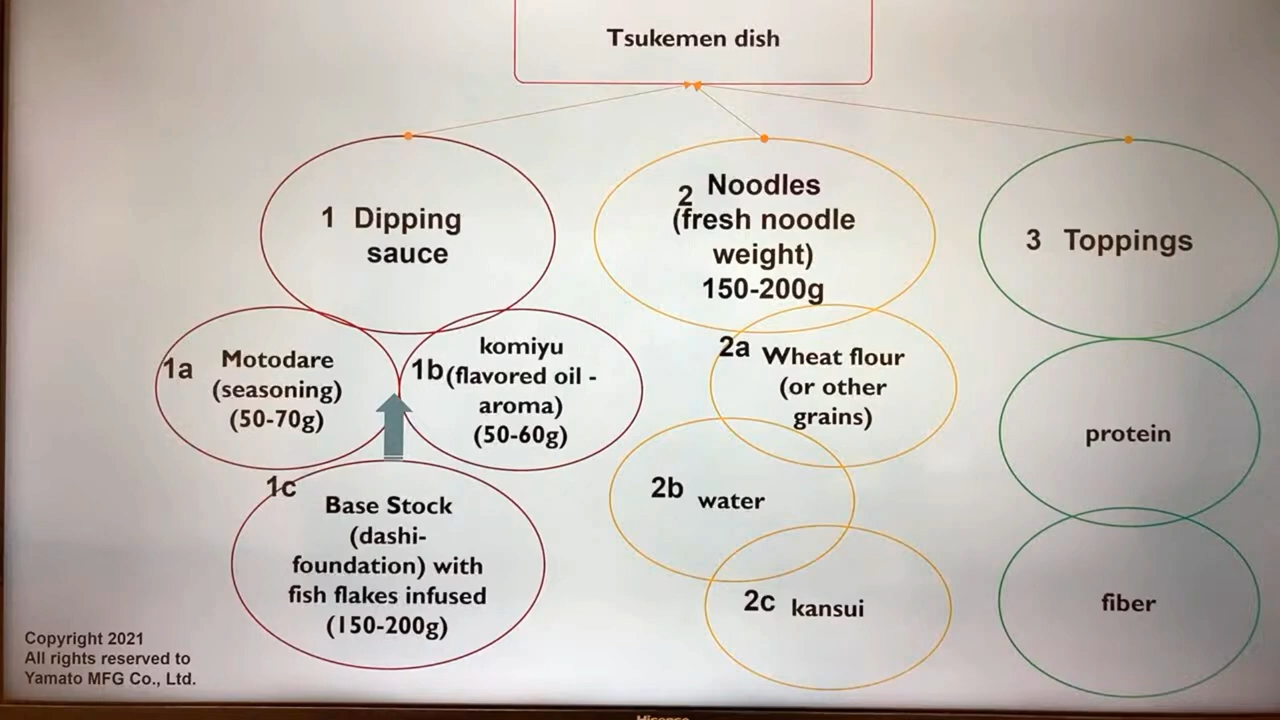 Tsukemen dish
1 Dipping
sauce
2 Noodles
(fresh noodle
weight)
150-200g
3 Toppings
1a Motodare
(seasoning)
(50-70g)
komiyu
1b (flavored oil -
aroma)
(50-60g)
2a Wheat flour
(or other
grains)
protein
1c Base Stock
(dashi-
foundation) with
fish flakes infused
(150-200g)
2b water
2c kansui
fiber
Copyright 2021
All rights reserved to
Yamato MFG Co., Ltd.
Hisense